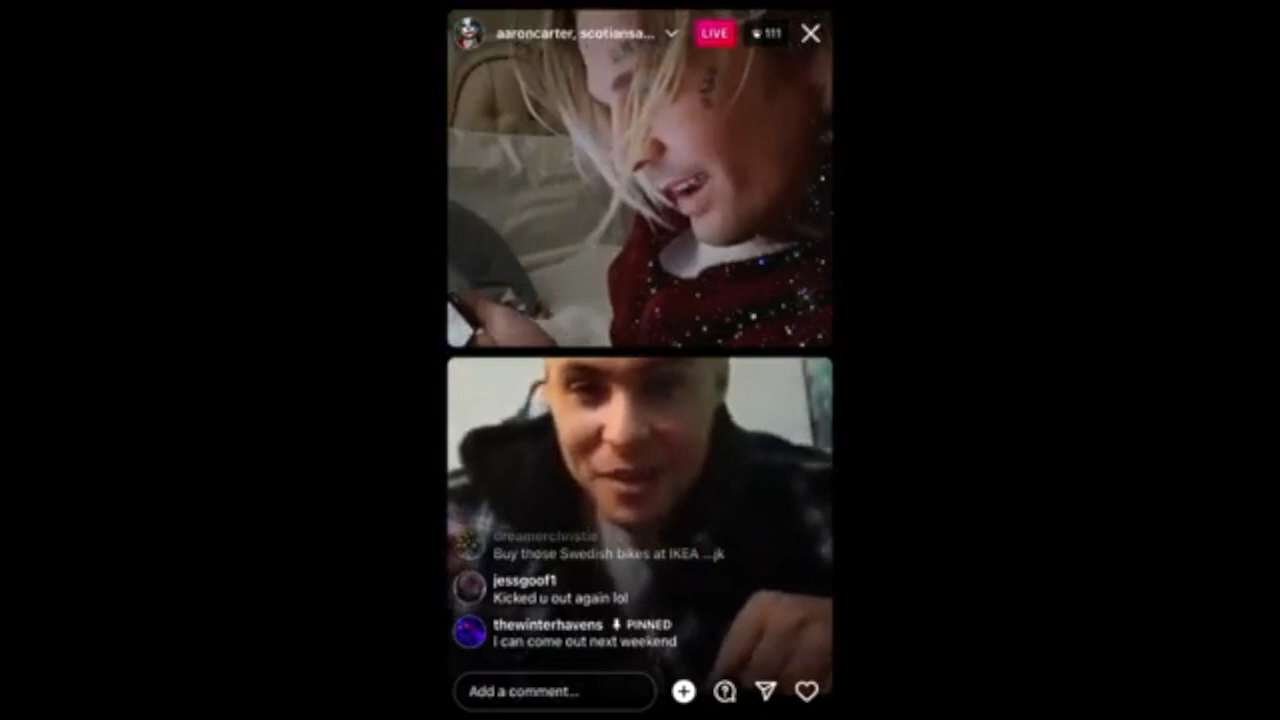 aaroncarter, scotiansa...
LIVE
111
dreamerchristie
Buy those Swedish bikes at IKEA ...jk
jessgoof1
Kicked u out again lol
thewinterhavens PINNED
I can come out next weekend
Add a comment...